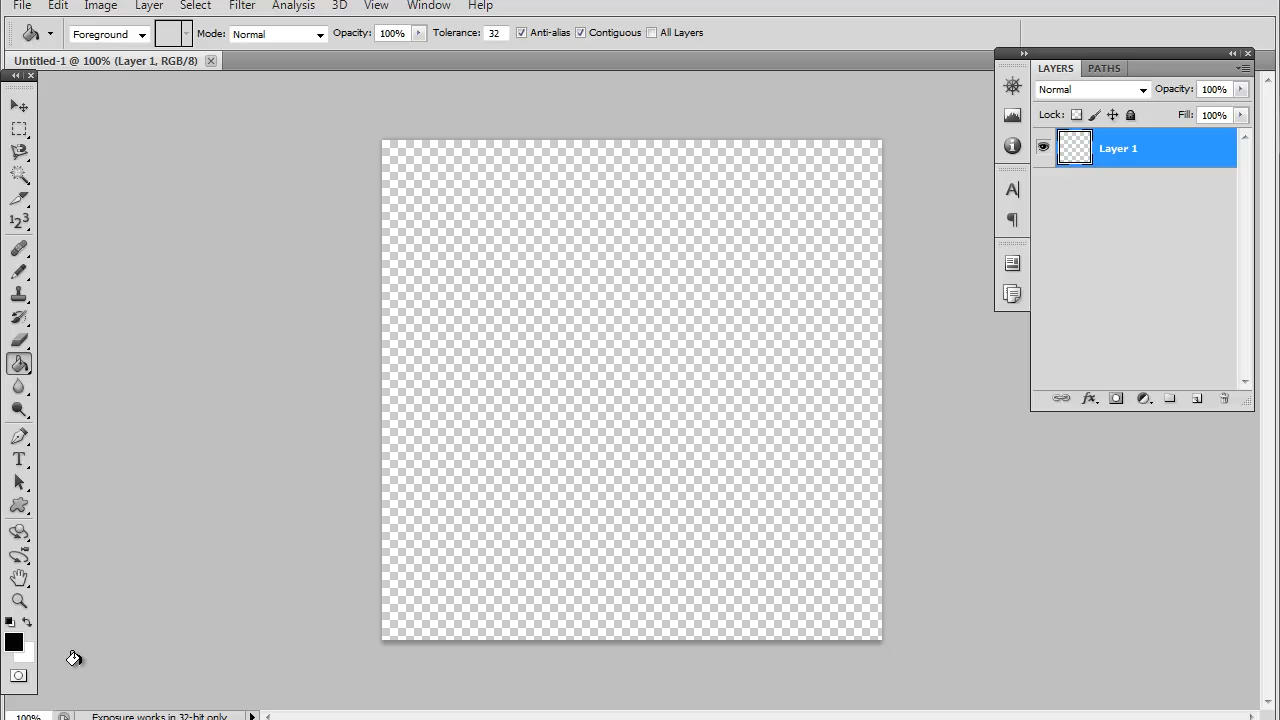 File Edit Image Layer Select Filter Analysis 3D View Window Help
Foreground Mode: Normal Opacity: 100% Tolerance: 32 Anti-alias Contiguous All Layers
Untitled-1 @ 100% (Layer 1, RGB/8)
LAYERS PATHS
Normal Opacity: 100%
Lock: Fill: 100%
Layer 1
100% Exposure works in 32-bit only